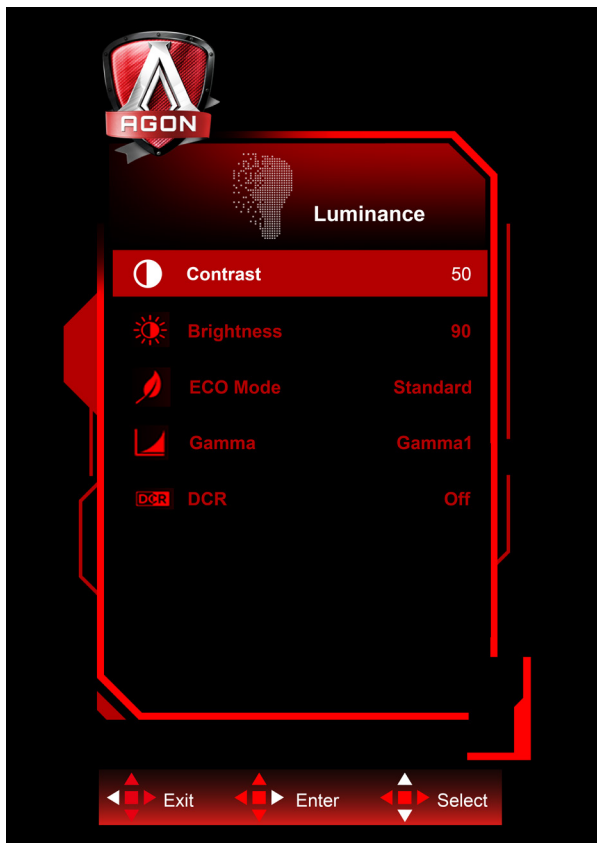 AGON
Luminance
Contrast 50
Brightness 90
ECO Mode Standard
Gamma Gamma1
DCR DCR Off
Exit Enter Select